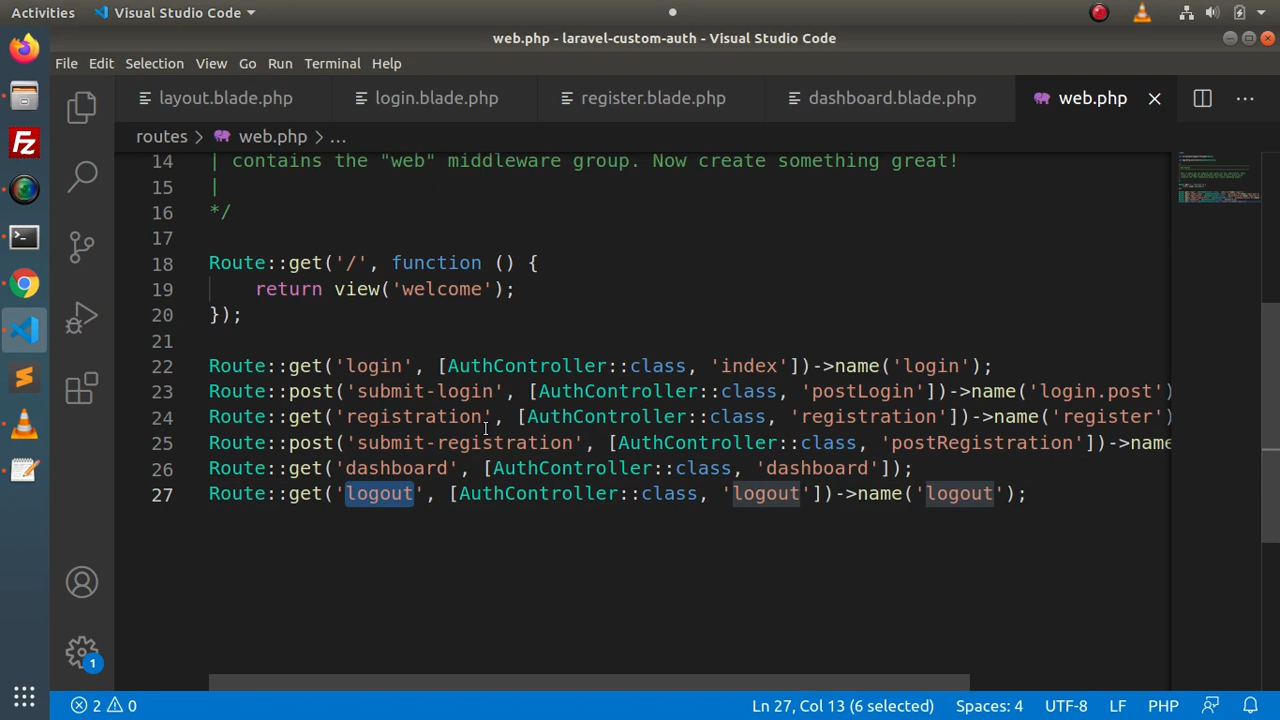 Activities
Visual Studio Code
web.php - laravel-custom-auth - Visual Studio Code
File Edit Selection View Go Run Terminal Help
layout.blade.php login.blade.php register.blade.php dashboard.blade.php web.php
routes > web.php > ...
14 | contains the "web" middleware group. Now create something great!
15 |
16 */
17
18 Route::get('/', function () {
19 return view('welcome');
20 });
21
22 Route::get('login', [AuthController::class, 'index'])->name('login');
23 Route::post('submit-login', [AuthController::class, 'postLogin'])->name('login.post')
24 Route::get('registration', [AuthController::class, 'registration'])->name('register')
25 Route::post('submit-registration', [AuthController::class, 'postRegistration'])->name
26 Route::get('dashboard', [AuthController::class, 'dashboard']);
27 Route::get('logout', [AuthController::class, 'logout'])->name('logout');
1
2 0 Ln 27, Col 13 (6 selected) Spaces: 4 UTF-8 LF PHP